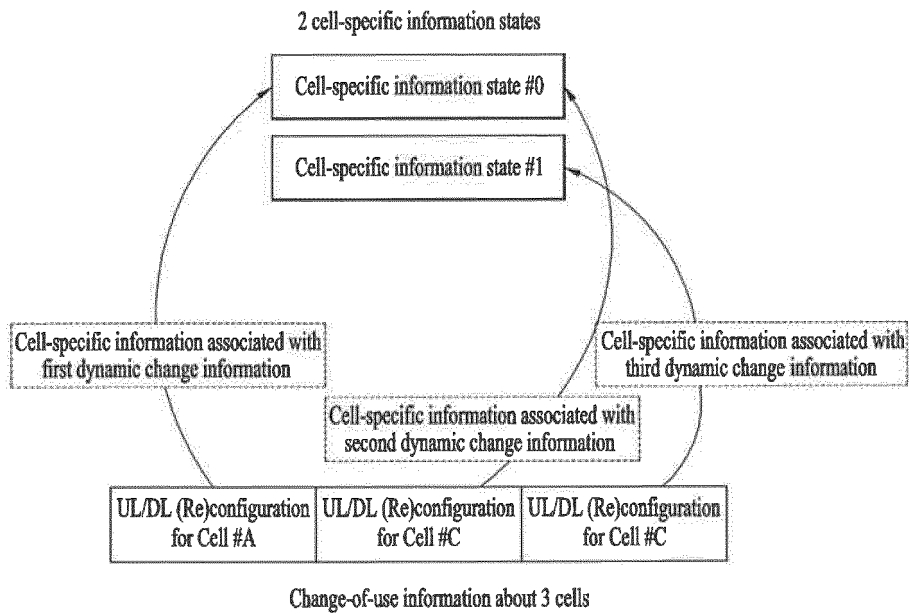 2 cell-specific information states
Cell-specific information state #0
Cell-specific information state #1
Cell-specific information associated with
first dynamic change information
Cell-specific information associated with
third dynamic change information
Cell-specific information associated with
second dynamic change information
UL/DL (Re)configuration
for Cell #A
UL/DL (Re)configuration
for Cell #C
UL/DL (Re)configuration
for Cell #C
Change-of-use information about 3 cells